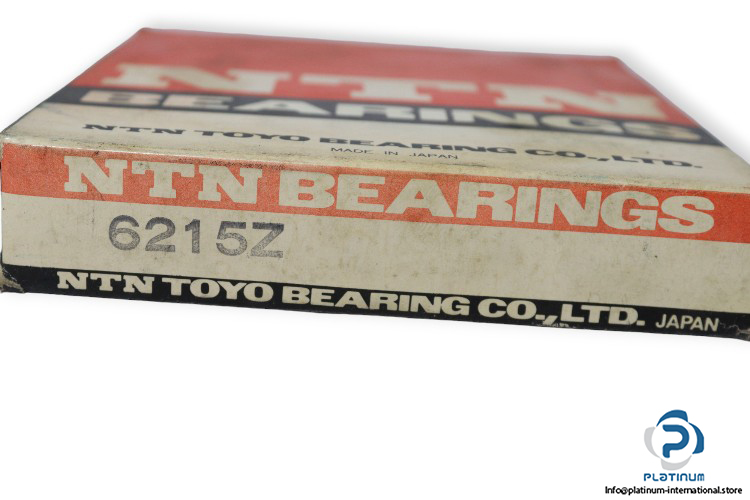 NTN
BEARINGS
NTN TOYO BEARING CO.,LTD.
MADE IN JAPAN
NTN BEARINGS
6215Z
NTN TOYO BEARING CO.,LTD. JAPAN
PLATINUM
Info@platinum-international.store